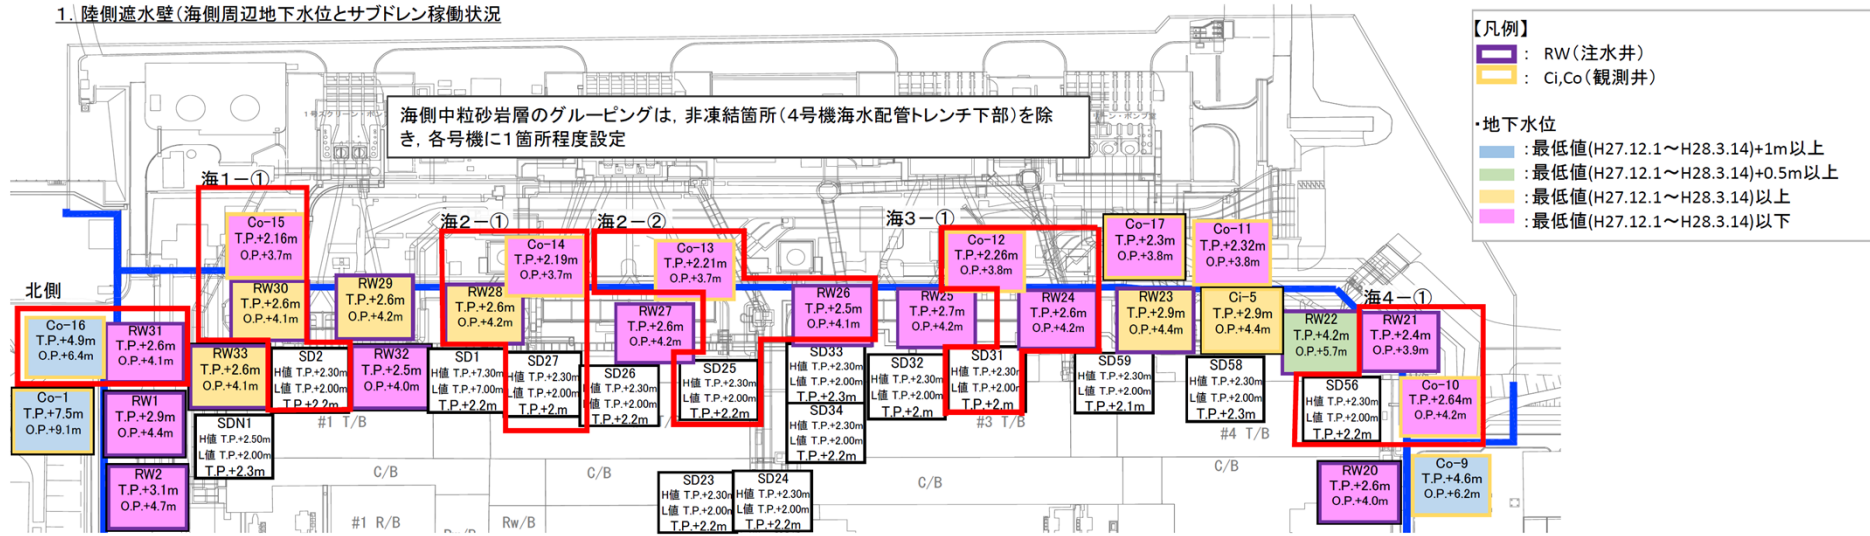 1. 陸側遮水壁(海側周辺地下水位とサブドレン稼働状況
【凡例】
: RW(注水井)
: Ci,Co(観測井)
・地下水位
: 最低値(H27.12.1～H28.3.14)+1m以上
: 最低値(H27.12.1～H28.3.14)+0.5m以上
: 最低値(H27.12.1～H28.3.14)以上
: 最低値(H27.12.1～H28.3.14)以下
海側中粒砂岩層のグルーピングは, 非凍結箇所(4号機海水配管トレンチ下部)を除
き, 各号機に1箇所程度設定
海1-①
海2-①
海2-②
海3-①
海4-①
北側
Co-15
T.P.+2.16m
O.P.+3.7m
Co-14
T.P.+2.19m
O.P.+3.7m
Co-13
T.P.+2.21m
O.P.+3.7m
Co-12
T.P.+2.26m
O.P.+3.8m
Co-17
T.P.+2.3m
O.P.+3.8m
Co-11
T.P.+2.32m
O.P.+3.8m
RW30
T.P.+2.6m
O.P.+4.1m
RW29
T.P.+2.6m
O.P.+4.2m
RW28
T.P.+2.6m
O.P.+4.2m
RW27
T.P.+2.6m
O.P.+4.2m
RW26
T.P.+2.5m
O.P.+4.1m
RW25
T.P.+2.7m
O.P.+4.2m
RW24
T.P.+2.6m
O.P.+4.2m
RW23
T.P.+2.9m
O.P.+4.4m
Ci-5
T.P.+2.9m
O.P.+4.4m
RW22
T.P.+4.2m
O.P.+5.7m
RW21
T.P.+2.4m
O.P.+3.9m
Co-16
T.P.+4.9m
O.P.+6.4m
RW31
T.P.+2.6m
O.P.+4.1m
RW33
T.P.+2.6m
O.P.+4.1m
SD2
H値 T.P.+2.30m
L値 T.P.+2.00m
T.P.+2.2m
RW32
T.P.+2.5m
O.P.+4.0m
SD1
H値 T.P.+7.30m
L値 T.P.+7.00m
T.P.+2.2m
SD27
H値 T.P.+2.30m
L値 T.P.+2.00m
T.P.+2.m
SD26
H値 T.P.+2.30m
L値 T.P.+2.00m
T.P.+2.2m
SD25
H値 T.P.+2.30m
L値 T.P.+2.00m
T.P.+2.2m
SD33
H値 T.P.+2.30m
L値 T.P.+2.00m
T.P.+2.3m
SD32
H値 T.P.+2.30m
L値 T.P.+2.00m
T.P.+2.m
SD31
H値 T.P.+2.30m
L値 T.P.+2.00m
T.P.+2.m
SD59
H値 T.P.+2.30m
L値 T.P.+2.00m
T.P.+2.1m
SD58
H値 T.P.+2.30m
L値 T.P.+2.00m
T.P.+2.3m
SD56
H値 T.P.+2.30m
L値 T.P.+2.00m
T.P.+2.2m
Co-10
T.P.+2.64m
O.P.+4.2m
Co-1
T.P.+7.5m
O.P.+9.1m
RW1
T.P.+2.9m
O.P.+4.4m
SDN1
H値 T.P.+2.50m
L値 T.P.+2.00m
T.P.+2.3m
SD34
H値 T.P.+2.30m
L値 T.P.+2.00m
T.P.+2.2m
#1 T/B
#3 T/B
#4 T/B
RW2
T.P.+3.1m
O.P.+4.7m
C/B
C/B
C/B
C/B
SD23
H値 T.P.+2.30m
L値 T.P.+2.00m
T.P.+2.2m
SD24
H値 T.P.+2.30m
L値 T.P.+2.00m
T.P.+2.2m
RW20
T.P.+2.6m
O.P.+4.0m
Co-9
T.P.+4.6m
O.P.+6.2m
#1 R/B
Rw/B